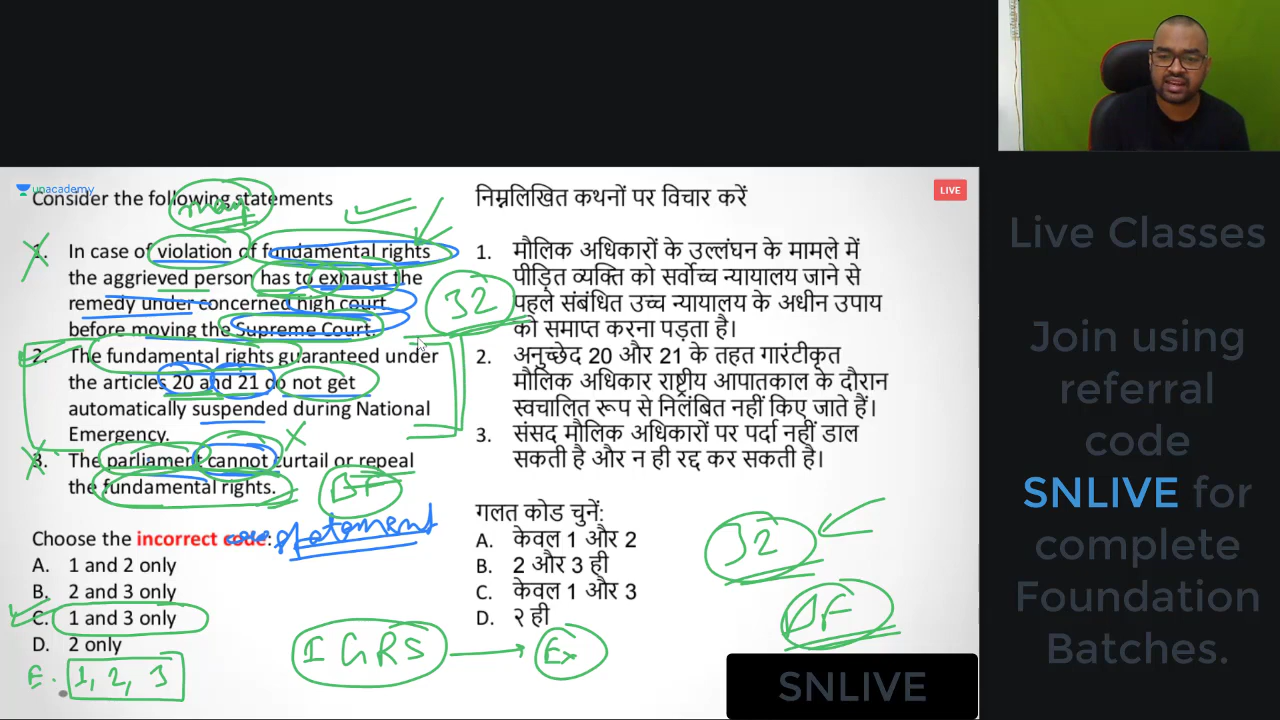 unacademy
Consider the following statements
may
1. In case of violation of fundamental rights
the aggrieved person has to exhaust the
remedy under concerned high court
before moving the Supreme Court.
32
2. The fundamental rights guaranteed under
the articles 20 and 21 do not get
automatically suspended during National
Emergency.
3. The parliament cannot curtail or repeal
the fundamental rights.
Choose the incorrect code:
statement
A. 1 and 2 only
B. 2 and 3 only
C. 1 and 3 only
D. 2 only
E. 1, 2, 3
I GRS
Ex
निम्नलिखित कथनों पर विचार करें
1. मौलिक अधिकारों के उल्लंघन के मामले में
पीड़ित व्यक्ति को सर्वोच्च न्यायालय जाने से
पहले संबंधित उच्च न्यायालय के अधीन उपाय
को समाप्त करना पड़ता है।
2. अनुच्छेद 20 और 21 के तहत गारंटीकृत
मौलिक अधिकार राष्ट्रीय आपातकाल के दौरान
स्वचालित रूप से निलंबित नहीं किए जाते हैं।
3. संसद मौलिक अधिकारों पर पर्दा नहीं डाल
सकती है और न ही रद्द कर सकती है।
गलत कोड चुनें:
A. केवल 1 और 2
B. 2 और 3 ही
C. केवल 1 और 3
D. २ ही
32
LIVE
Live Classes
Join using
referral
code
SNLIVE for
complete
Foundation
Batches.
SNLIVE